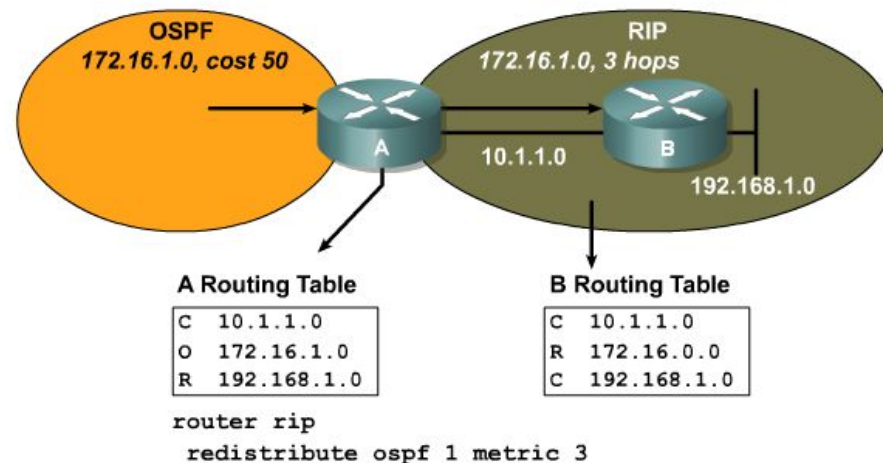 OSPF
172.16.1.0, cost 50
RIP
172.16.1.0, 3 hops
A
10.1.1.0
B
192.168.1.0
A Routing Table
C 10.1.1.0
O 172.16.1.0
R 192.168.1.0
B Routing Table
C 10.1.1.0
R 172.16.0.0
C 192.168.1.0
router rip
redistribute ospf 1 metric 3